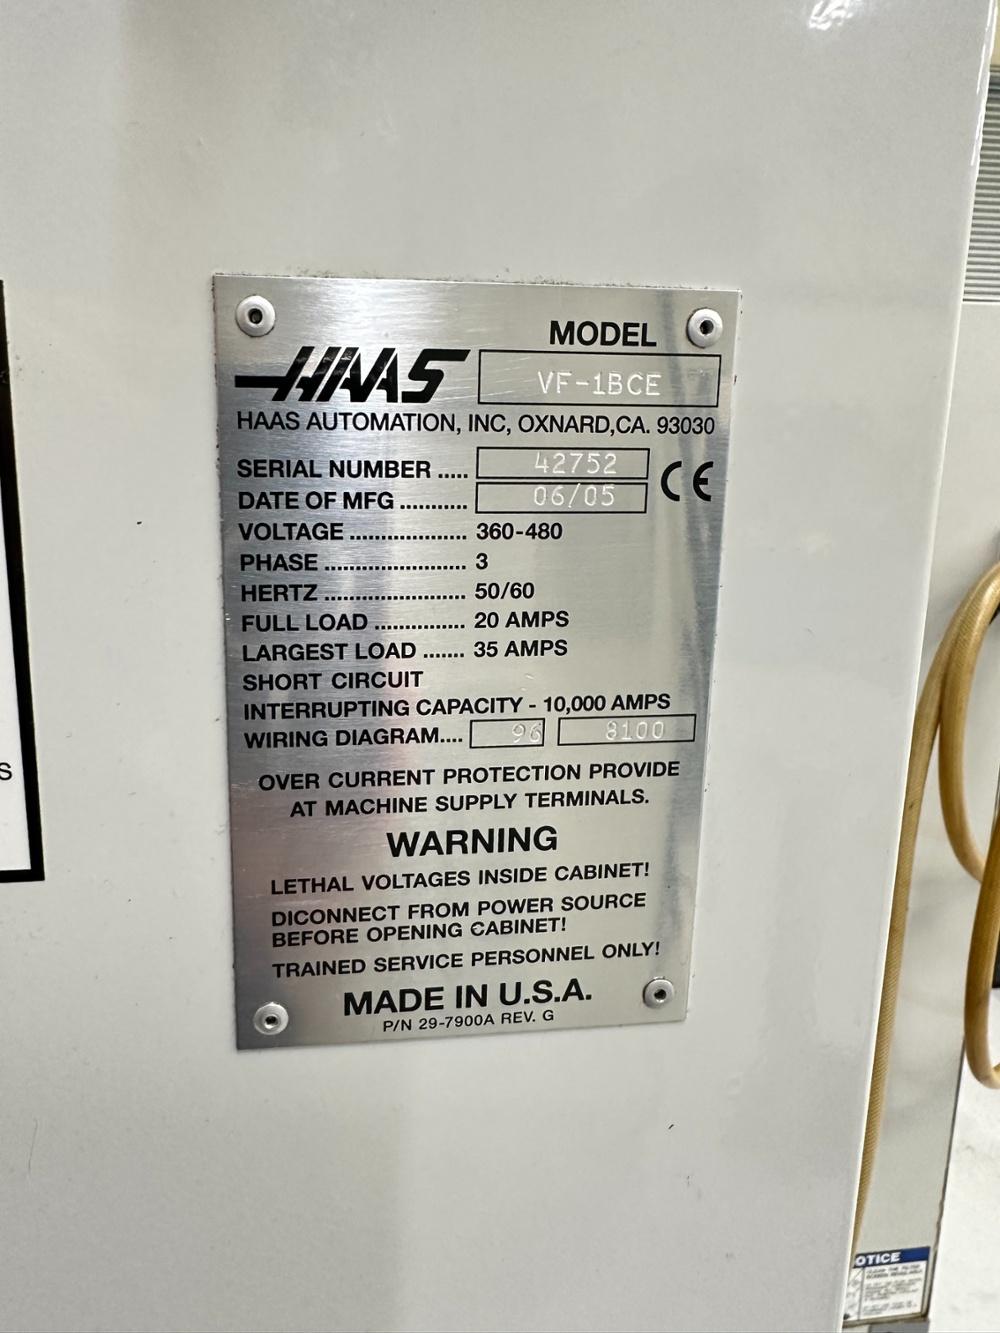 MODEL
HAAS VF-1BCE
HAAS AUTOMATION, INC, OXNARD,CA. 93030
SERIAL NUMBER ..... 42752 CE
DATE OF MFG ........... 06/05
VOLTAGE ................... 360-480
PHASE ....................... 3
HERTZ ....................... 50/60
FULL LOAD ............... 20 AMPS
LARGEST LOAD ....... 35 AMPS
SHORT CIRCUIT
INTERRUPTING CAPACITY - 10,000 AMPS
WIRING DIAGRAM.... 96 8100
OVER CURRENT PROTECTION PROVIDE
AT MACHINE SUPPLY TERMINALS.
WARNING
LETHAL VOLTAGES INSIDE CABINET!
DICONNECT FROM POWER SOURCE
BEFORE OPENING CABINET!
TRAINED SERVICE PERSONNEL ONLY!
MADE IN U.S.A.
P/N 29-7900A REV. G
S
OTICE